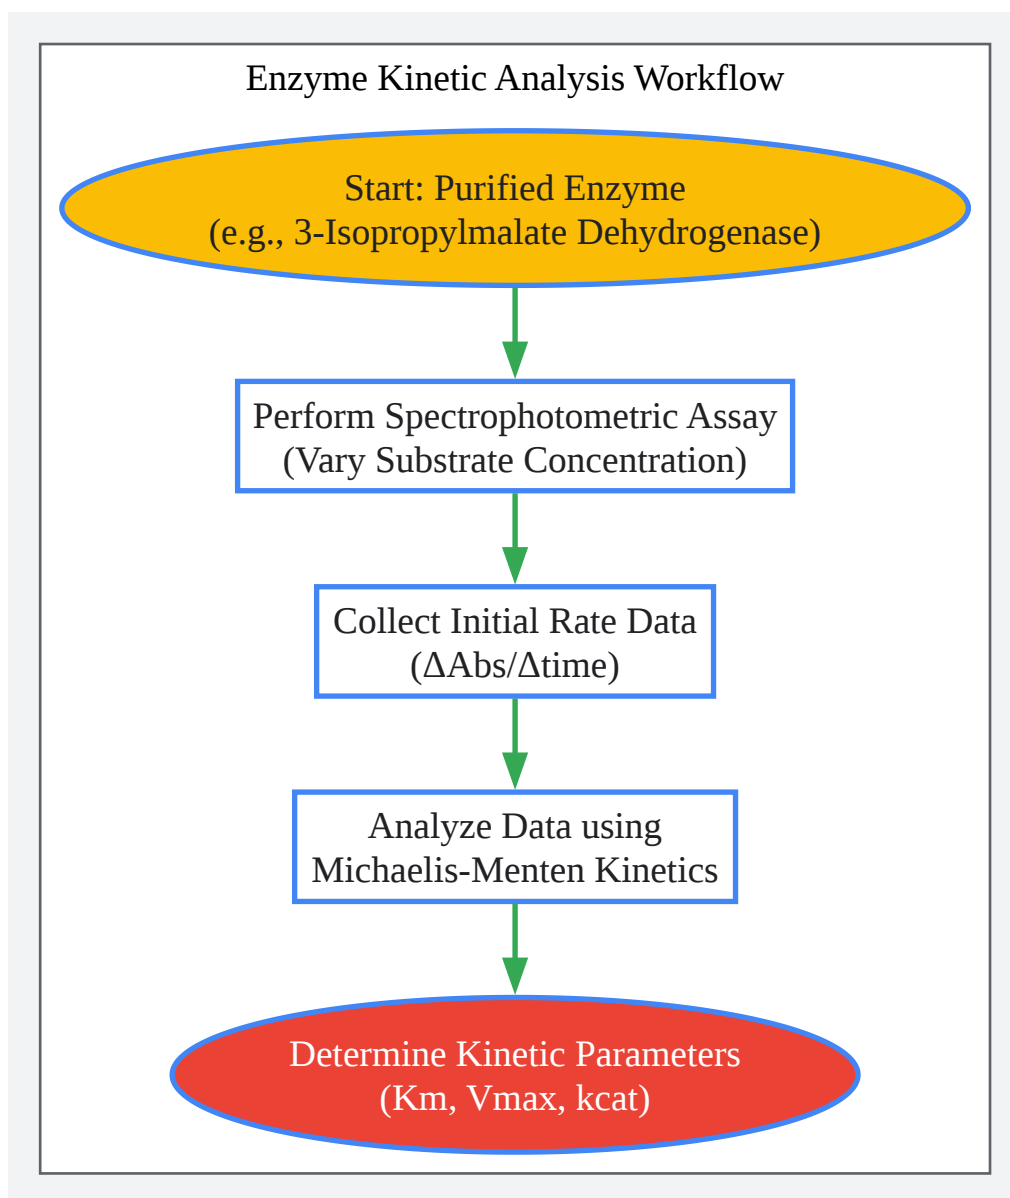 Enzyme Kinetic Analysis Workflow
Start: Purified Enzyme
(e.g., 3-Isopropylmalate Dehydrogenase)
Perform Spectrophotometric Assay
(Vary Substrate Concentration)
Collect Initial Rate Data
(ΔAbs/Δtime)
Analyze Data using
Michaelis-Menten Kinetics
Determine Kinetic Parameters
(Km, Vmax, kcat)